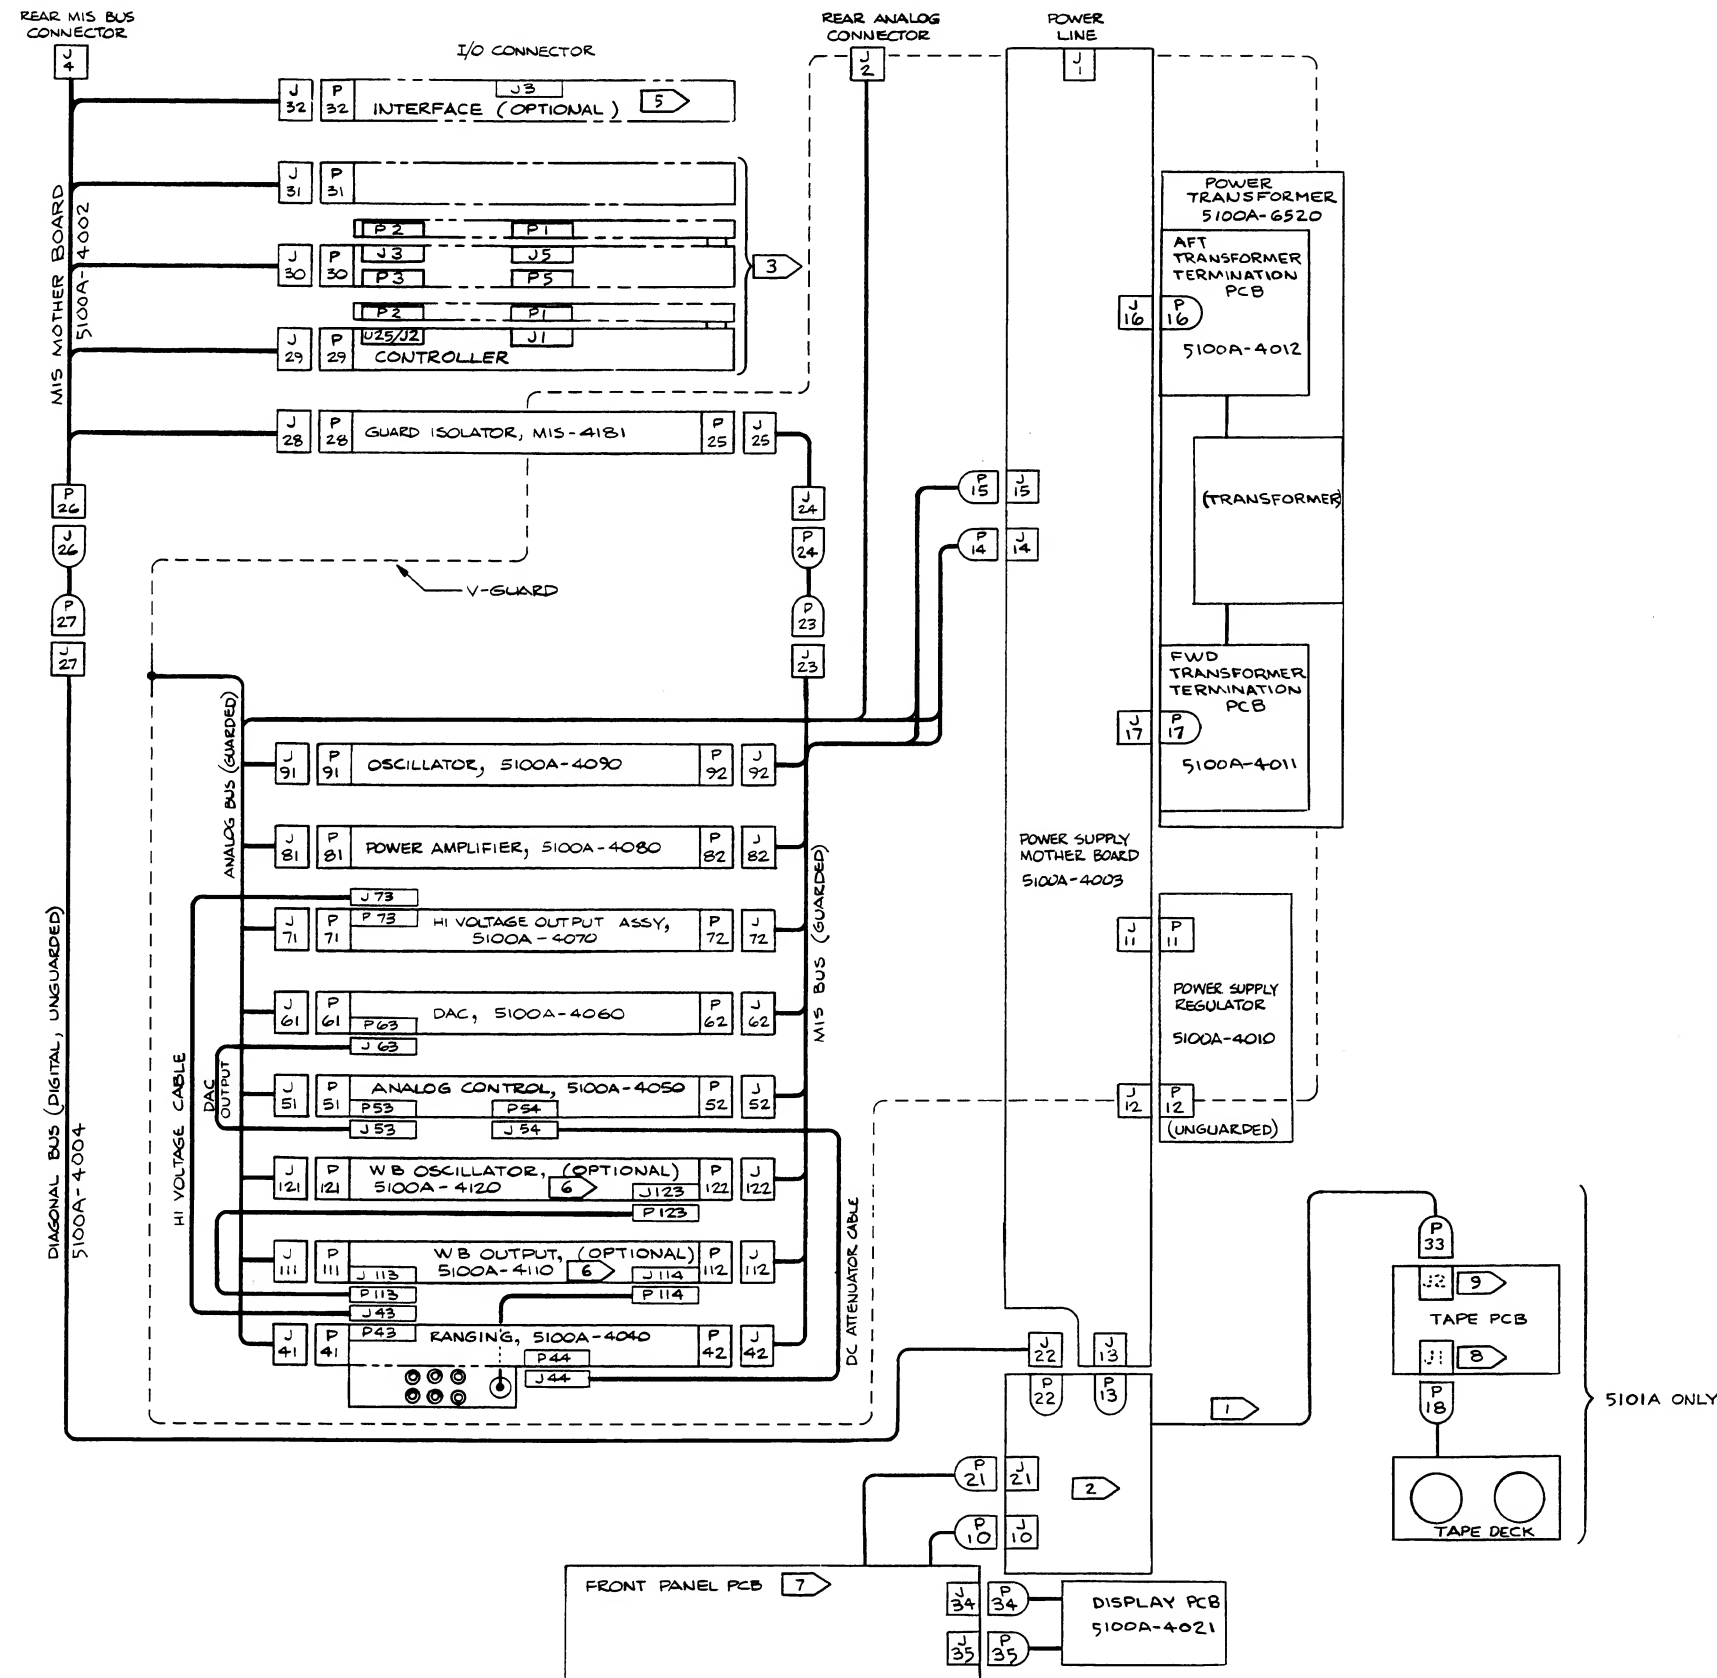 REAR MIS BUS
CONNECTOR
J
4
I/O CONNECTOR
REAR ANALOG
CONNECTOR
J
2
POWER
LINE
J
1
J
32
P
32
J3
INTERFACE (OPTIONAL)
5
J
31
P
31
MIS MOTHER BOARD
5100A-4002
P2
P1
J
30
P
30
J3
J5
P3
P5
3
P2
P1
J
29
P
29
U25/J2
J1
CONTROLLER
J
28
P
28
GUARD ISOLATOR, MIS-4181
P
25
J
25
P
26
J
26
P
27
J
27
J
24
P
24
P
23
J
23
V-GUARD
P
15
J
15
P
14
J
14
POWER
TRANSFORMER
5100A-6520
AFT
TRANSFORMER
TERMINATION
PCB
J
16
P
16
5100A-4012
(TRANSFORMER)
FWD
TRANSFORMER
TERMINATION
PCB
J
17
P
17
5100A-4011
ANALOG BUS (GUARDED)
MIS BUS (GUARDED)
J
91
P
91
OSCILLATOR, 5100A-4090
P
92
J
92
J
81
P
81
POWER AMPLIFIER, 5100A-4080
P
82
J
82
POWER SUPPLY
MOTHER BOARD
5100A-4003
J73
J
71
P
71
P73
HI VOLTAGE OUTPUT ASSY,
5100A-4070
P
72
J
72
J
11
P
11
POWER SUPPLY
REGULATOR
5100A-4010
J
12
P
12
(UNGUARDED)
J
61
P
61
DAC, 5100A-4060
P63
P
62
J
62
J63
DIAGONAL BUS (DIGITAL, UNGUARDED)
5100A-4004
HI VOLTAGE CABLE
DAC
OUTPUT
J
51
P
51
ANALOG CONTROL, 5100A-4050
P53
P54
P
52
J
52
J53
J54
J
121
P
121
WB OSCILLATOR, (OPTIONAL)
5100A-4120
6
J123
P
122
J
122
P123
J
111
P
111
WB OUTPUT, (OPTIONAL)
5100A-4110
6
J113
J114
P
112
J
112
P113
P114
J43
DC ATTENUATOR CABLE
J
41
P
41
P43
RANGING, 5100A-4040
P44
P
42
J
42
J44
J
22
J
13
P
22
P
13
1
P
33
J2
9
TAPE PCB
J1
8
P
18
TAPE DECK
5101A ONLY
P
21
J
21
2
P
10
J
10
FRONT PANEL PCB
7
J
34
P
34
J
35
P
35
DISPLAY PCB
5100A-4021